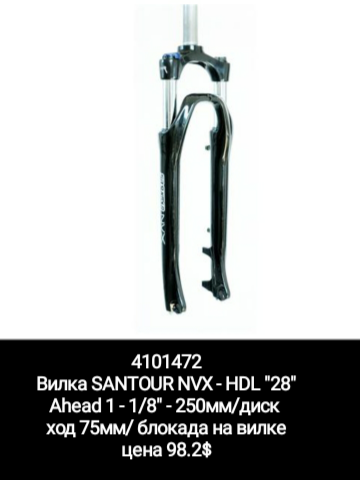 SR SUNTOUR NVX
4101472
Вилка SANTOUR NVX - HDL "28"
Ahead 1 - 1/8" - 250мм/диск
ход 75мм/ блокада на вилке
цена 98.2$